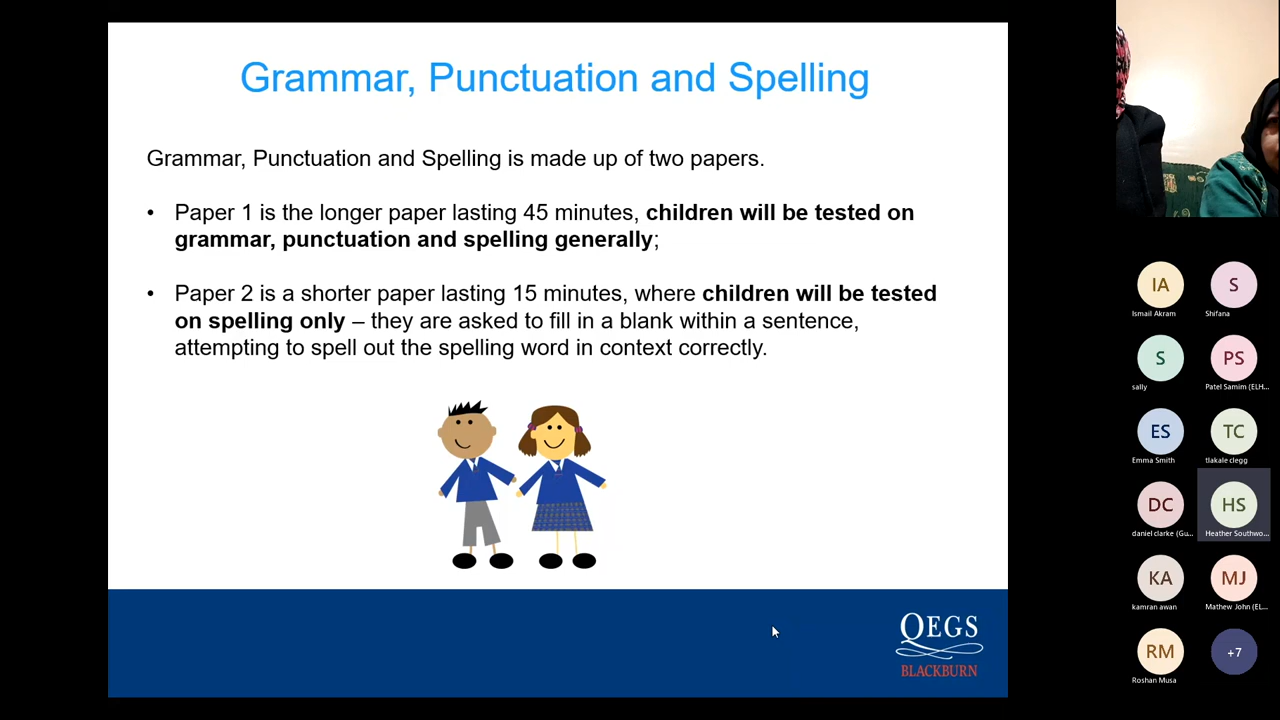 Grammar, Punctuation and Spelling
Grammar, Punctuation and Spelling is made up of two papers.
• Paper 1 is the longer paper lasting 45 minutes, children will be tested on
grammar, punctuation and spelling generally;
• Paper 2 is a shorter paper lasting 15 minutes, where children will be tested
on spelling only – they are asked to fill in a blank within a sentence,
attempting to spell out the spelling word in context correctly.
QEGS
BLACKBURN
IA
S
Ismail Akram
Shifana
S
PS
sally
Patel Samim (ELH...
ES
TC
Emma Smith
tlakale clegg
DC
HS
daniel clarke (Gu...
Heather Southwo...
KA
MJ
kamran awan
Mathew John (EL...
RM
+7
Roshan Musa